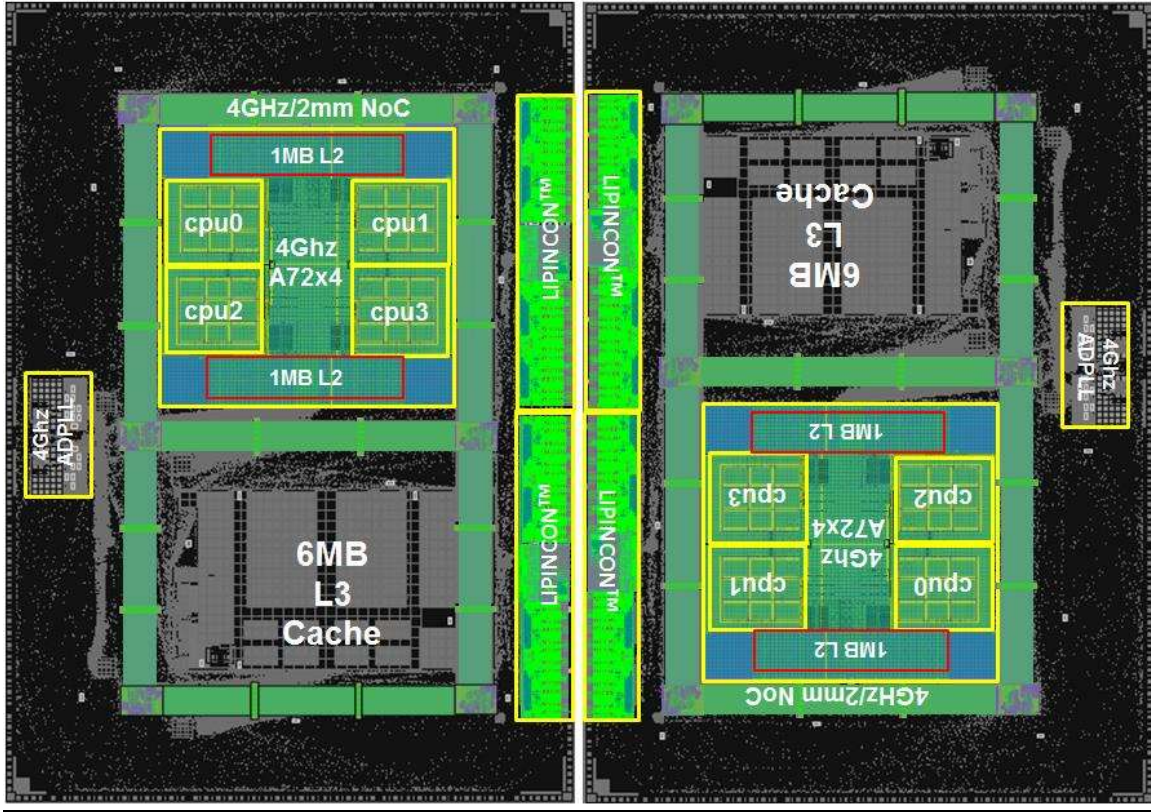 4GHz/2mm NoC
1MB L2
cpu0
cpu1
4Ghz
A72x4
cpu2
cpu3
1MB L2
4Ghz
ADPLL
6MB
L3
Cache
LIPINCON™
LIPINCON™
LIPINCON™
LIPINCON™
6MB
L3
Cache
4Ghz
ADPLL
1MB L2
cpu3
cpu2
4Ghz
A72x4
cpu1
cpu0
1MB L2
4GHz/2mm NoC